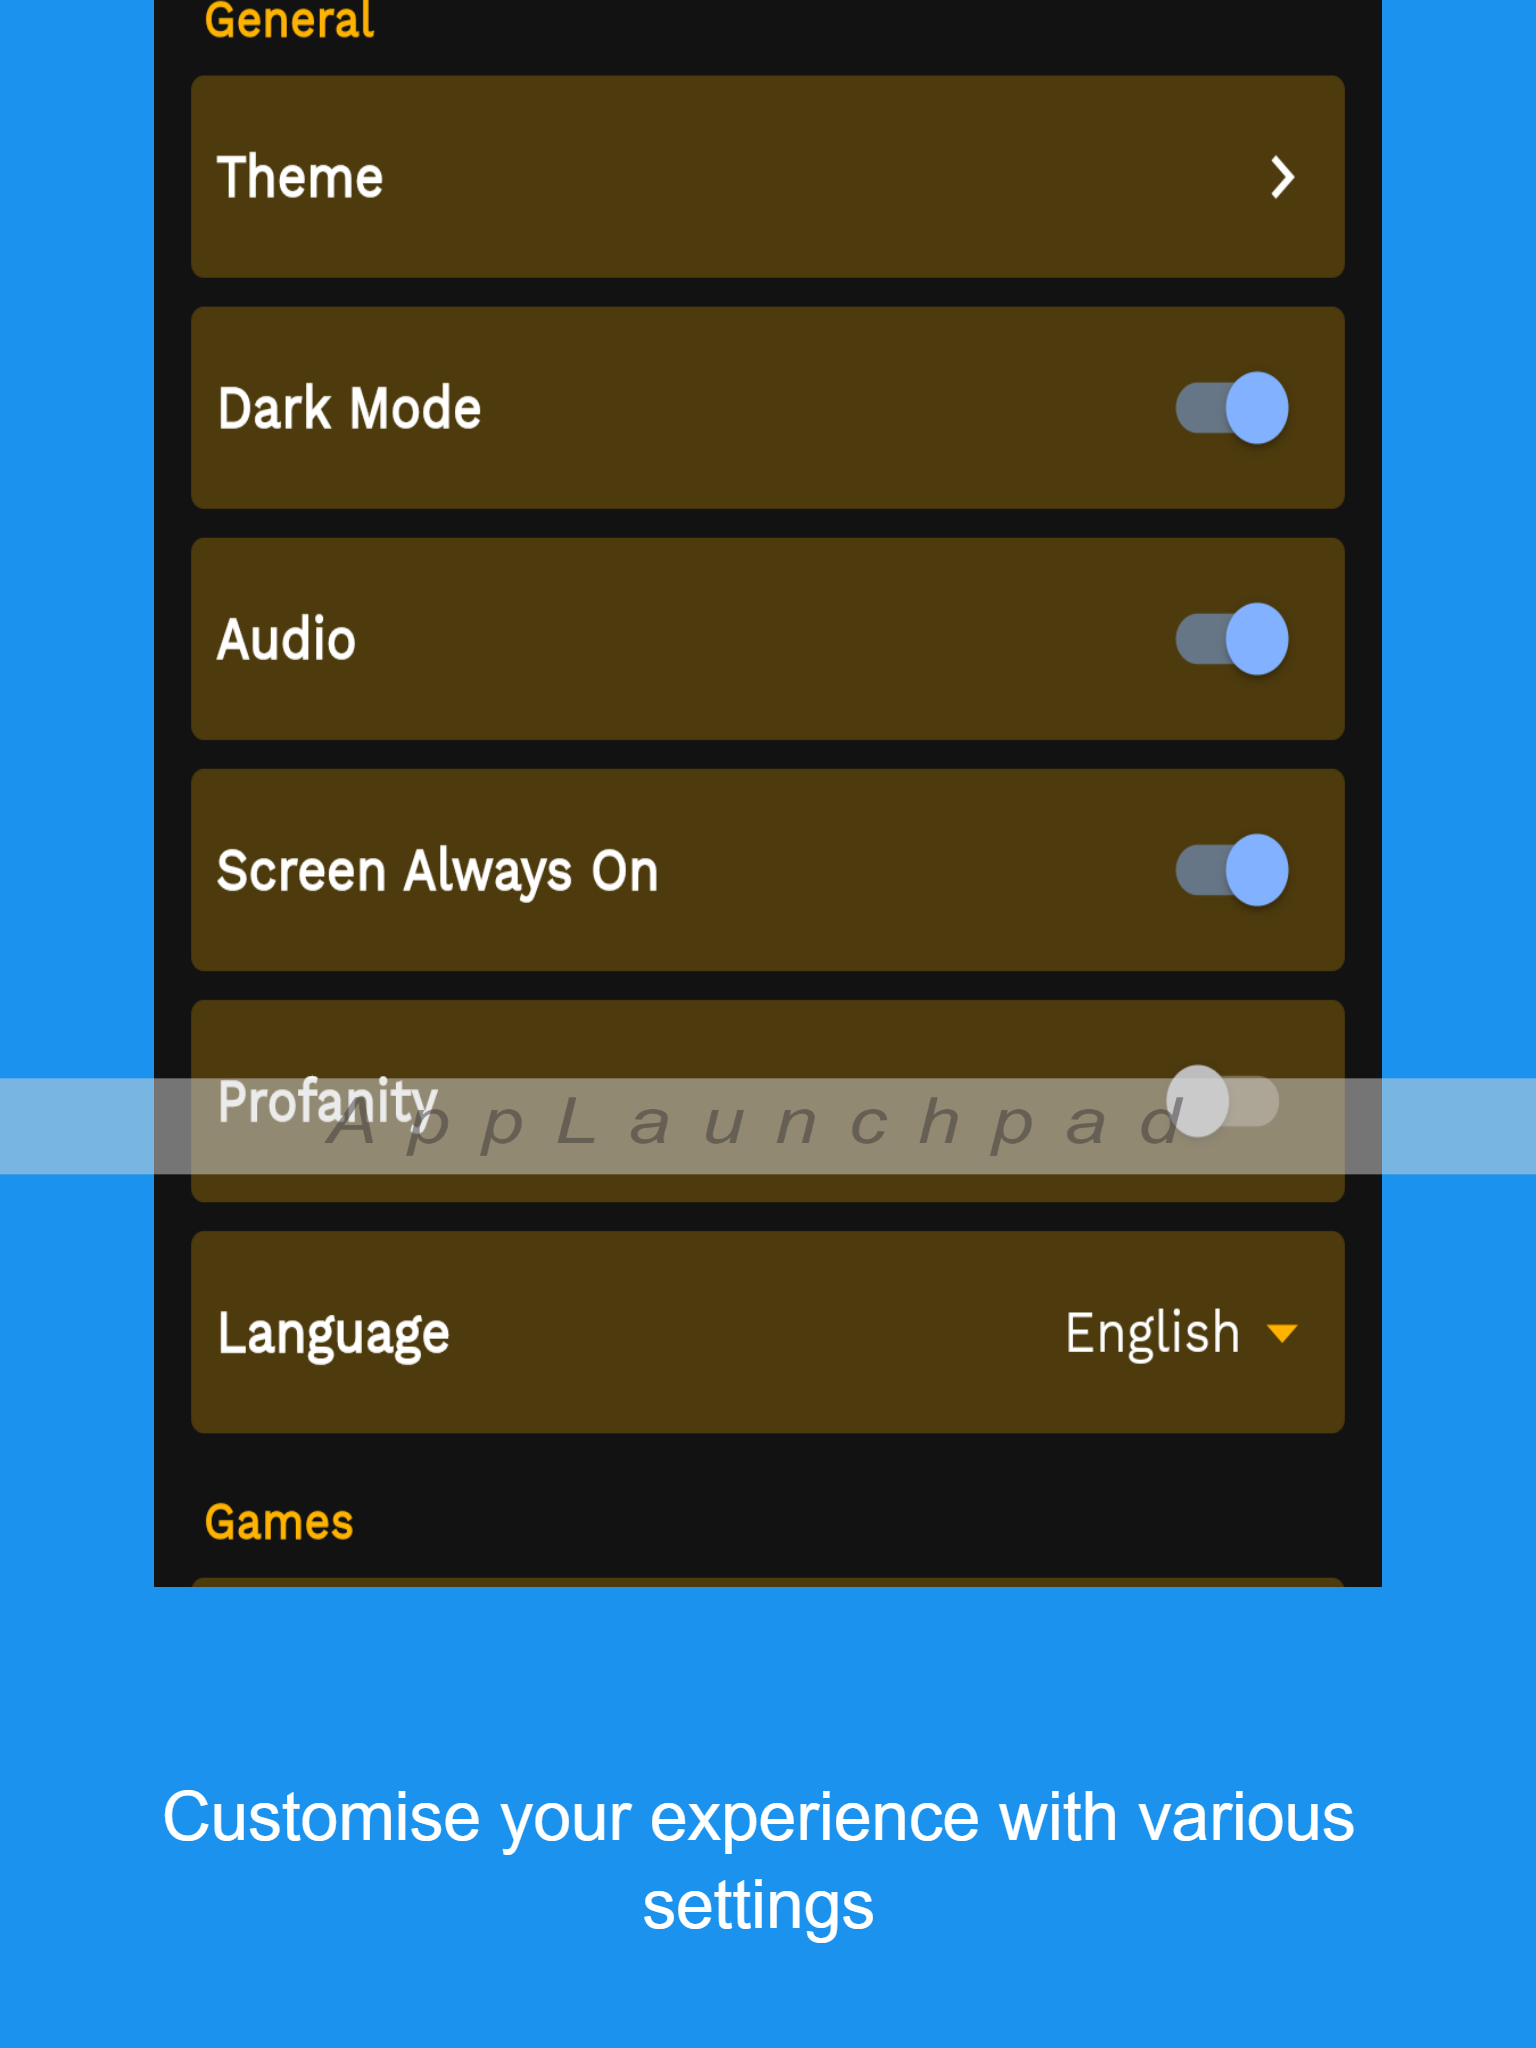 General
Theme
Dark Mode
Audio
Screen Always On
Profanity
AppLaunchpad
Language English
Games
Customise your experience with various
settings